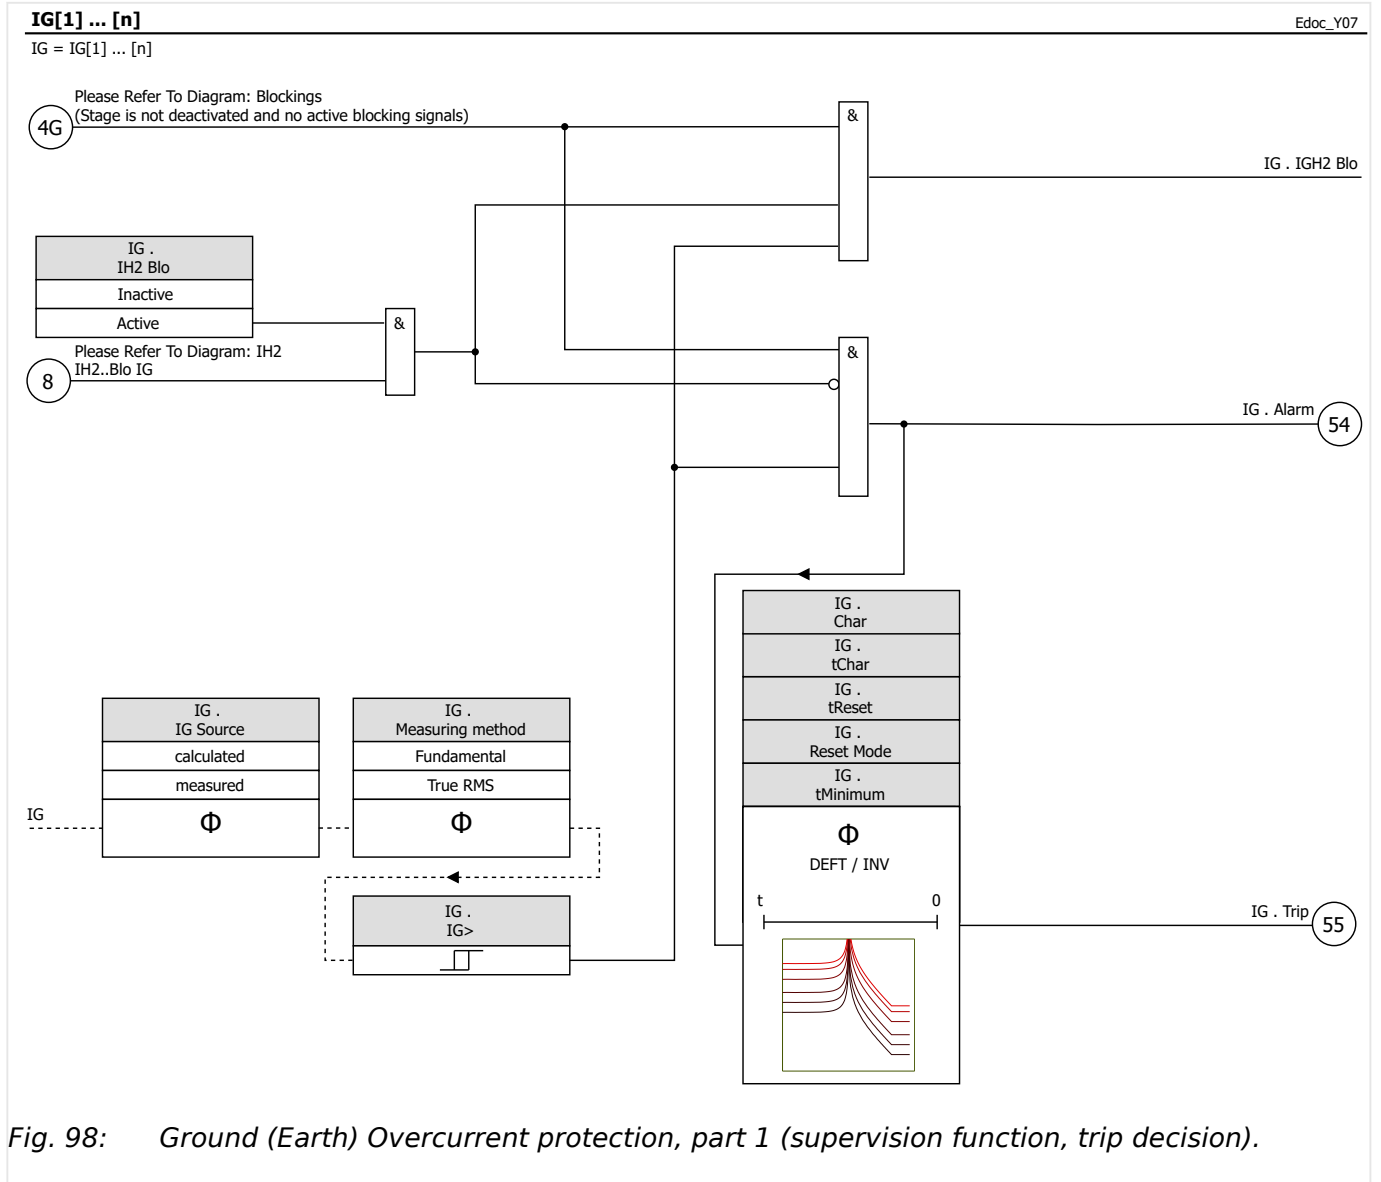 IG[1] ... [n]
Edoc_Y07
IG = IG[1] ... [n]
Please Refer To Diagram: Blockings
4G
(Stage is not deactivated and no active blocking signals)
&
IG . IGH2 Blo
IG .
IH2 Blo
Inactive
Active
&
&
Please Refer To Diagram: IH2
8
IH2..Blo IG
IG . Alarm
54
IG .
Char
IG .
tChar
IG .
tReset
IG .
Reset Mode
IG .
tMinimum
IG .
IG Source
calculated
measured
Φ
IG .
Measuring method
Fundamental
True RMS
Φ
IG
Φ
DEFT / INV
t
0
IG .
IG>
IG . Trip
55
Fig. 98: Ground (Earth) Overcurrent protection, part 1 (supervision function, trip decision).